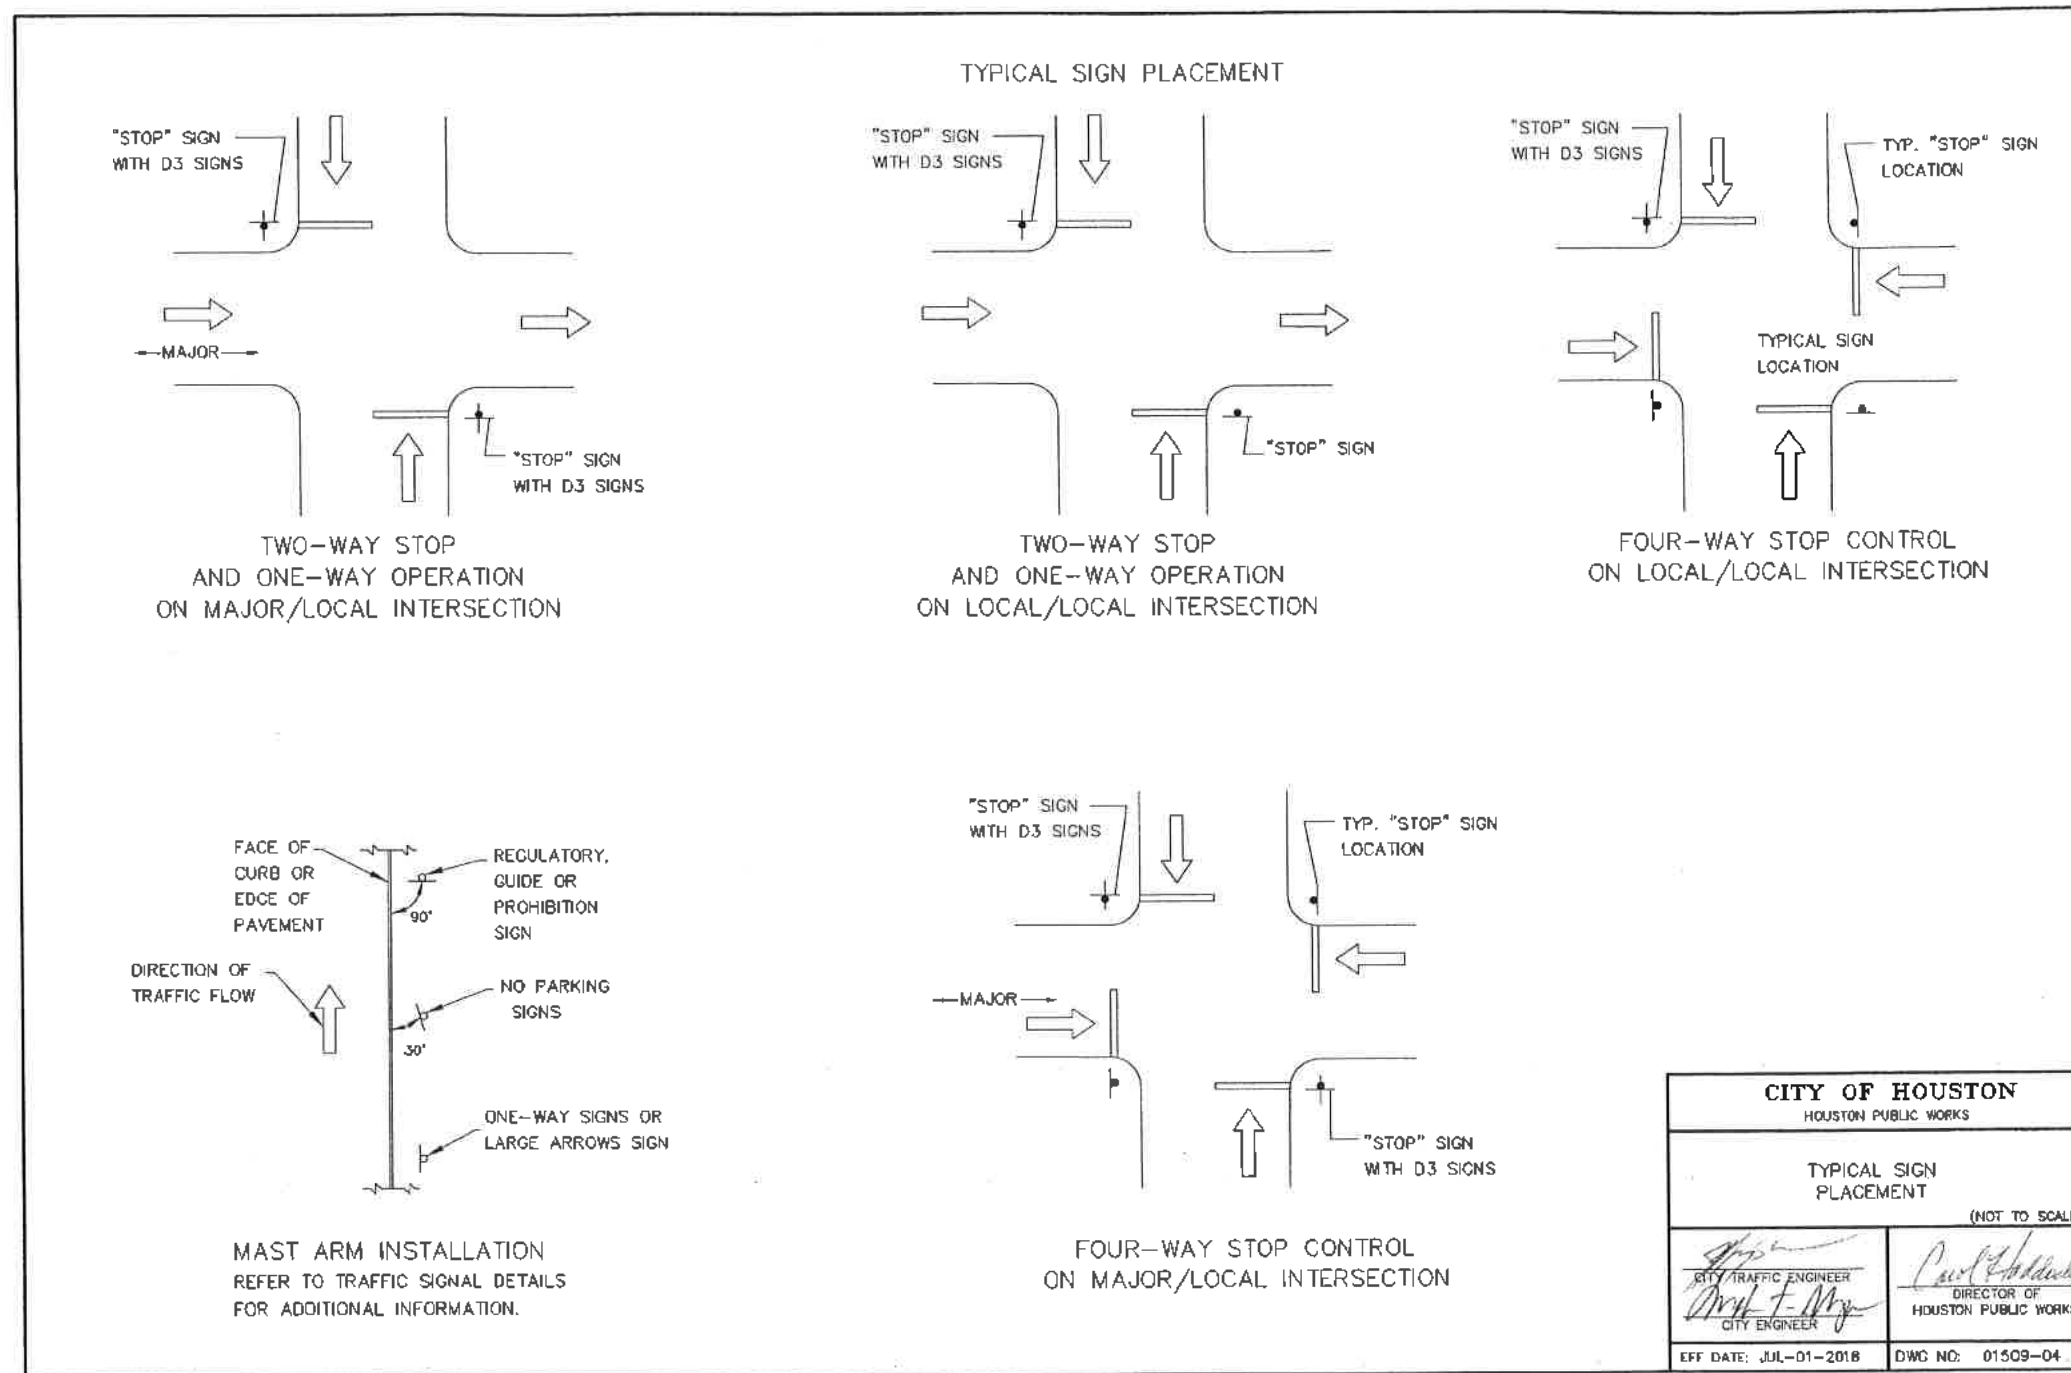 TYPICAL SIGN PLACEMENT
"STOP" SIGN
WITH D3 SIGNS
MAJOR
"STOP" SIGN
WITH D3 SIGNS
TWO-WAY STOP
AND ONE-WAY OPERATION
ON MAJOR/LOCAL INTERSECTION
"STOP" SIGN
WITH D3 SIGNS
"STOP" SIGN
TWO-WAY STOP
AND ONE-WAY OPERATION
ON LOCAL/LOCAL INTERSECTION
"STOP" SIGN
WITH D3 SIGNS
TYP. "STOP" SIGN
LOCATION
TYPICAL SIGN
LOCATION
FOUR-WAY STOP CONTROL
ON LOCAL/LOCAL INTERSECTION
FACE OF
CURB OR
EDGE OF
PAVEMENT
REGULATORY,
GUIDE OR
PROHIBITION
SIGN
90°
DIRECTION OF
TRAFFIC FLOW
NO PARKING
SIGNS
30°
ONE-WAY SIGNS OR
LARGE ARROWS SIGN
MAST ARM INSTALLATION
REFER TO TRAFFIC SIGNAL DETAILS
FOR ADDITIONAL INFORMATION.
"STOP" SIGN
WITH D3 SIGNS
TYP. "STOP" SIGN
LOCATION
MAJOR
"STOP" SIGN
WITH D3 SIGNS
FOUR-WAY STOP CONTROL
ON MAJOR/LOCAL INTERSECTION
CITY OF HOUSTON
HOUSTON PUBLIC WORKS
TYPICAL SIGN
PLACEMENT
(NOT TO SCALE
CITY TRAFFIC ENGINEER
CITY ENGINEER
DIRECTOR OF
HOUSTON PUBLIC WORKS
EFF DATE: JUL-01-2018
DWG NO: 01509-04